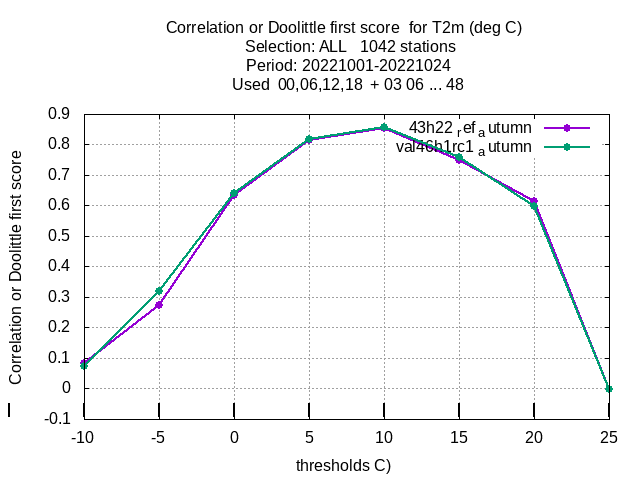 Correlation or Doolittle first score for T2m (deg C)
Selection: ALL 1042 stations
Period: 20221001-20221024
Used 00,06,12,18 + 03 06 ... 48
0.9
0.8
0.7
0.6
0.5
0.4
0.3
0.2
0.1
0
-0.1
Correlation or Doolittle first score
43h22 refa utumn
val46h1rc1 a utumn
-10 -5 0 5 10 15 20 25
thresholds C)